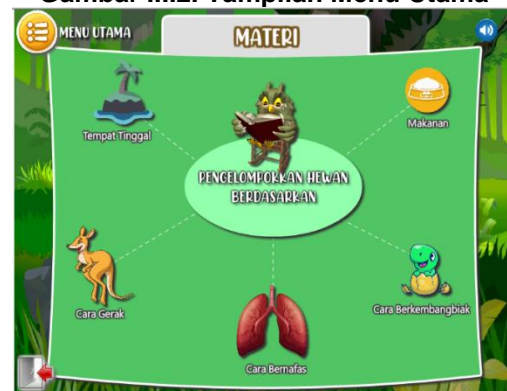 Gambar III.2. Tampilan Menu Utama
MENU UTAMA
MATERI
Tempat Tinggal
Makanan
PENGELOMPOKKAN HEWAN
BERDASARKAN
Cara Gerak
Cara Berkembangbiak
Cara Bernafas